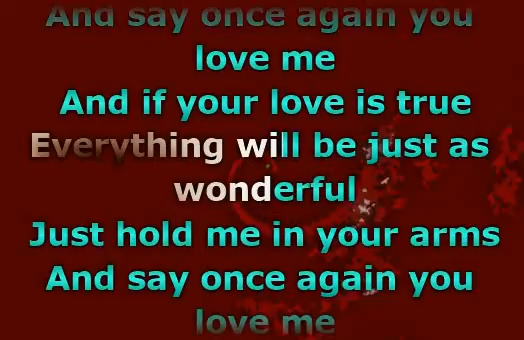 And say once again you
love me
And if your love is true
Everything will be just as
wonderful
Just hold me in your arms
And say once again you
love me